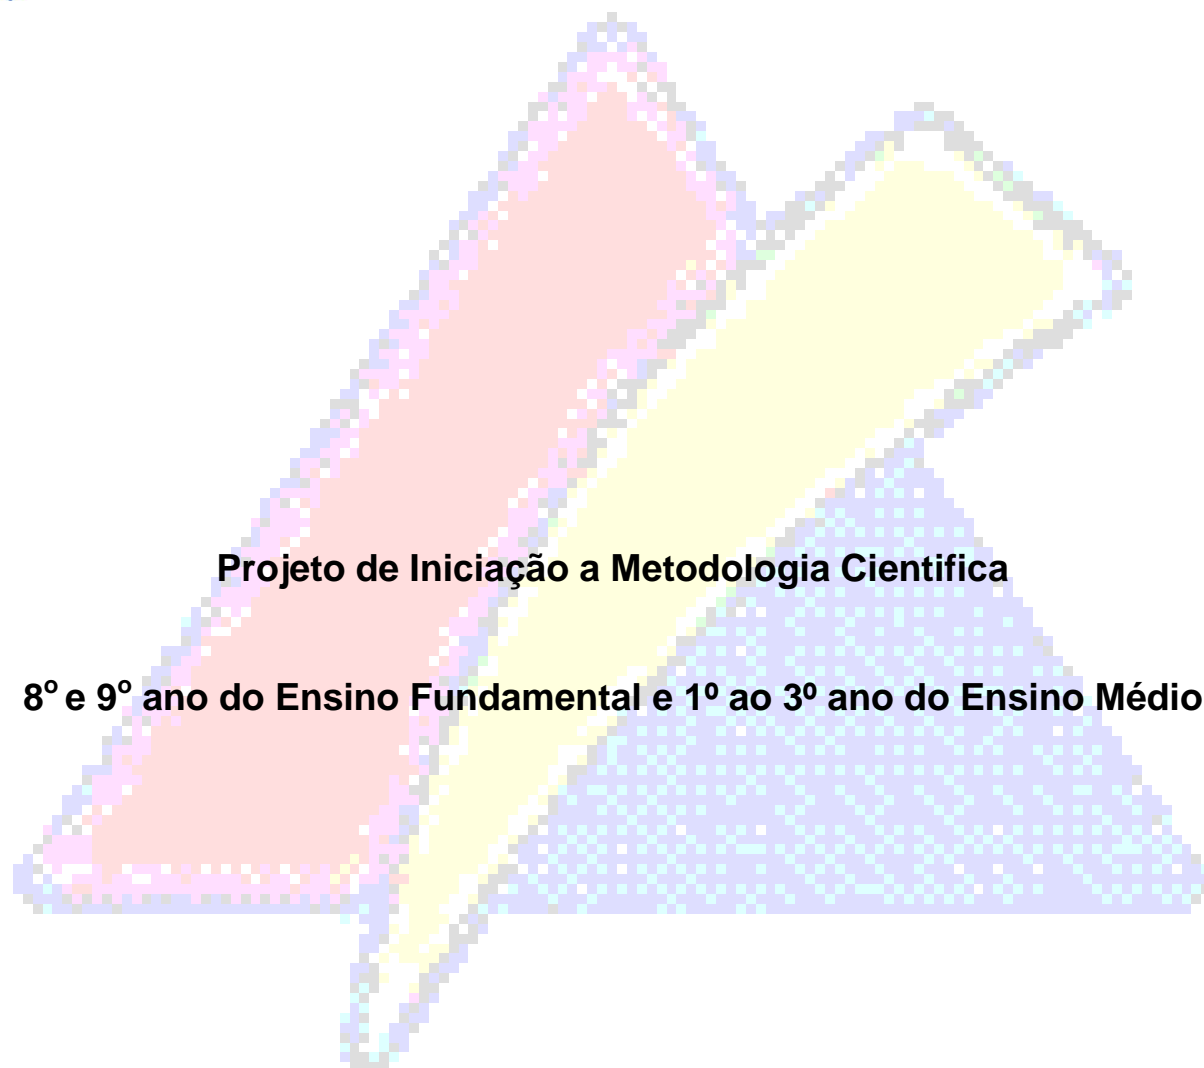 Projeto de Iniciação a Metodologia Cientifica
8º e 9º ano do Ensino Fundamental e 1º ao 3º ano do Ensino Médio